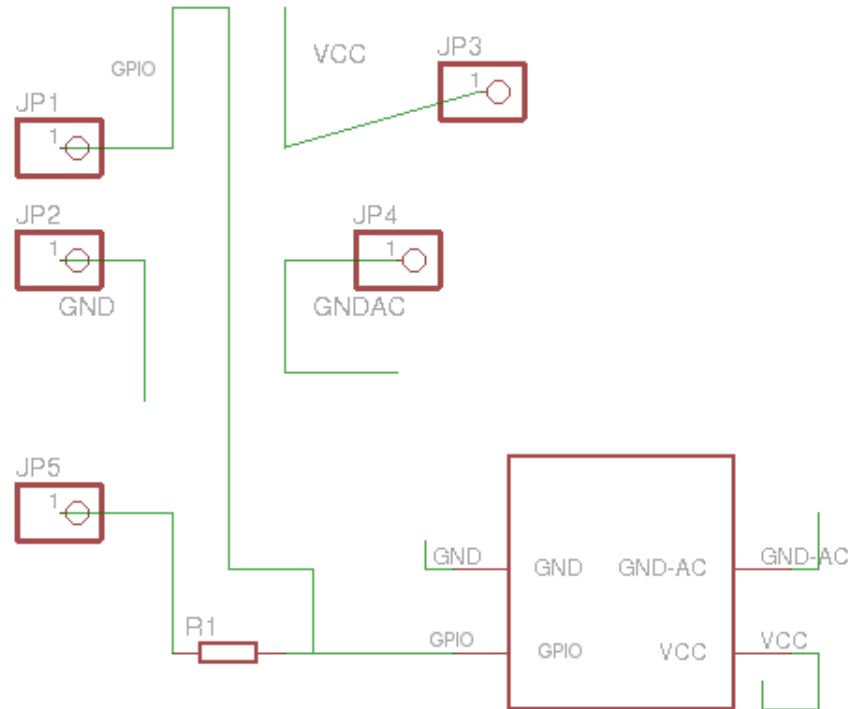 VCC
JP3
GPIO
1
JP1
1
JP2
JP4
1
1
GND
GNDAC
JP5
1
GND
GND
GND-AC
GND-AC
R1
GPIO
GPIO
VCC
VCC